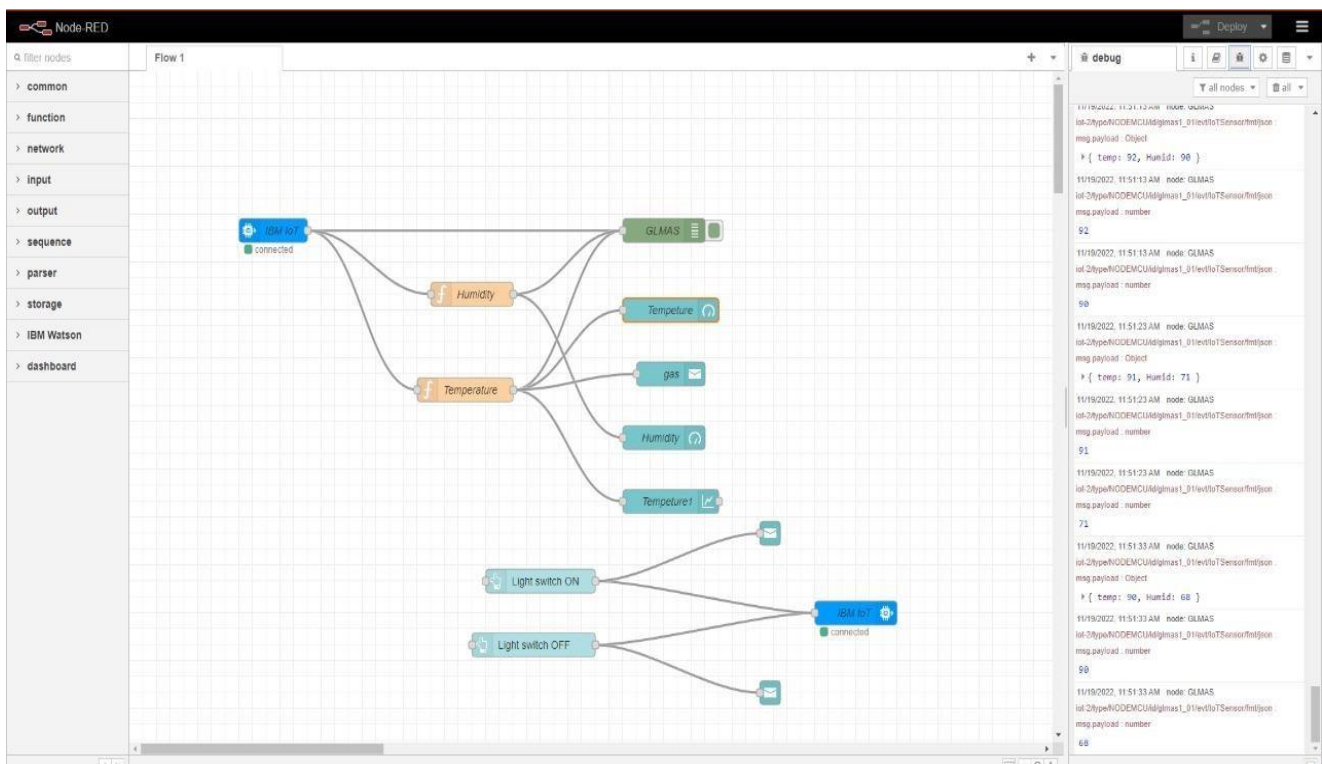 Node-RED
Deploy
filter nodes
common
function
network
input
output
sequence
parser
storage
IBM Watson
dashboard
Flow 1
IBM IoT
connected
GLMAS
Humidity
Tempeture
gas
Temperature
Humidity
Tempeture1
Light switch ON
IBM IoT
connected
Light switch OFF
debug
i
all nodes
all
11/19/2022, 11:51:13 AM node: GLMAS
iot-2/type/NODEMCU/id/glmas1_01/evt/IoTSensor/fmt/json :
msg.payload : Object
{ temp: 92, Humid: 90 }
11/19/2022, 11:51:13 AM node: GLMAS
iot-2/type/NODEMCU/id/glmas1_01/evt/IoTSensor/fmt/json :
msg.payload : number
92
11/19/2022, 11:51:13 AM node: GLMAS
iot-2/type/NODEMCU/id/glmas1_01/evt/IoTSensor/fmt/json :
msg.payload : number
90
11/19/2022, 11:51:23 AM node: GLMAS
iot-2/type/NODEMCU/id/glmas1_01/evt/IoTSensor/fmt/json :
msg.payload : Object
{ temp: 91, Humid: 71 }
11/19/2022, 11:51:23 AM node: GLMAS
iot-2/type/NODEMCU/id/glmas1_01/evt/IoTSensor/fmt/json :
msg.payload : number
91
11/19/2022, 11:51:23 AM node: GLMAS
iot-2/type/NODEMCU/id/glmas1_01/evt/IoTSensor/fmt/json :
msg.payload : number
71
11/19/2022, 11:51:33 AM node: GLMAS
iot-2/type/NODEMCU/id/glmas1_01/evt/IoTSensor/fmt/json :
msg.payload : Object
{ temp: 90, Humid: 68 }
11/19/2022, 11:51:33 AM node: GLMAS
iot-2/type/NODEMCU/id/glmas1_01/evt/IoTSensor/fmt/json :
msg.payload : number
90
11/19/2022, 11:51:33 AM node: GLMAS
iot-2/type/NODEMCU/id/glmas1_01/evt/IoTSensor/fmt/json :
msg.payload : number
68